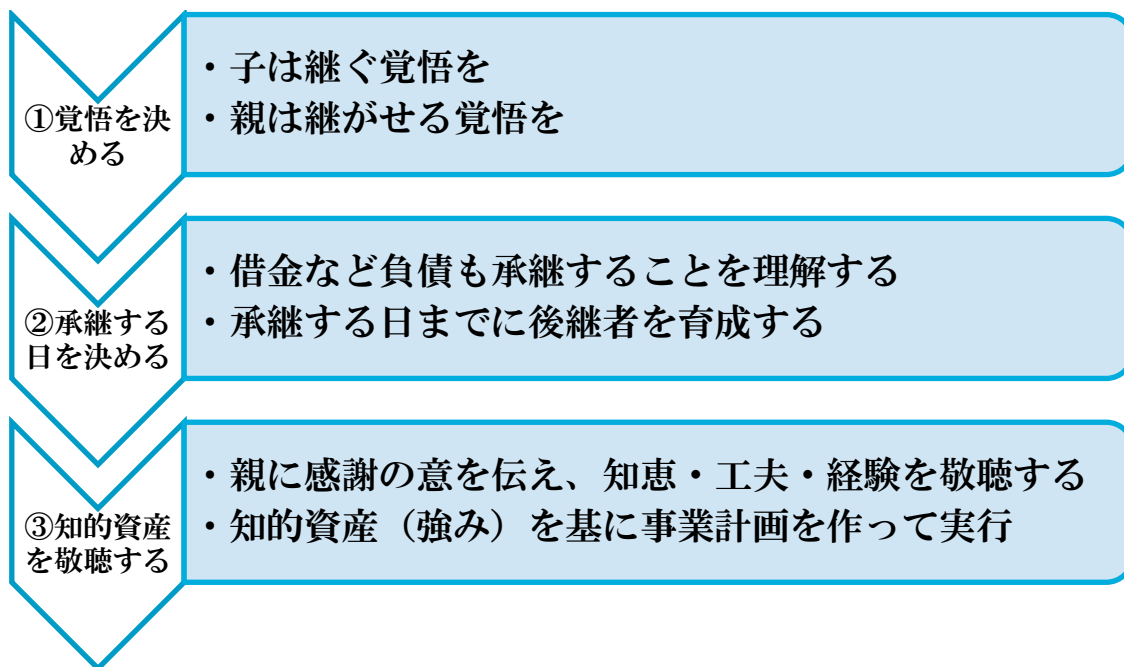 ①覚悟を決
める
・子は継ぐ覚悟を
・親は継がせる覚悟を
②承継する
日を決める
・借金など負債も承継することを理解する
・承継する日までに後継者を育成する
③知的資産
を敬聴する
・親に感謝の意を伝え、知恵・工夫・経験を敬聴する
・知的資産（強み）を基に事業計画を作って実行